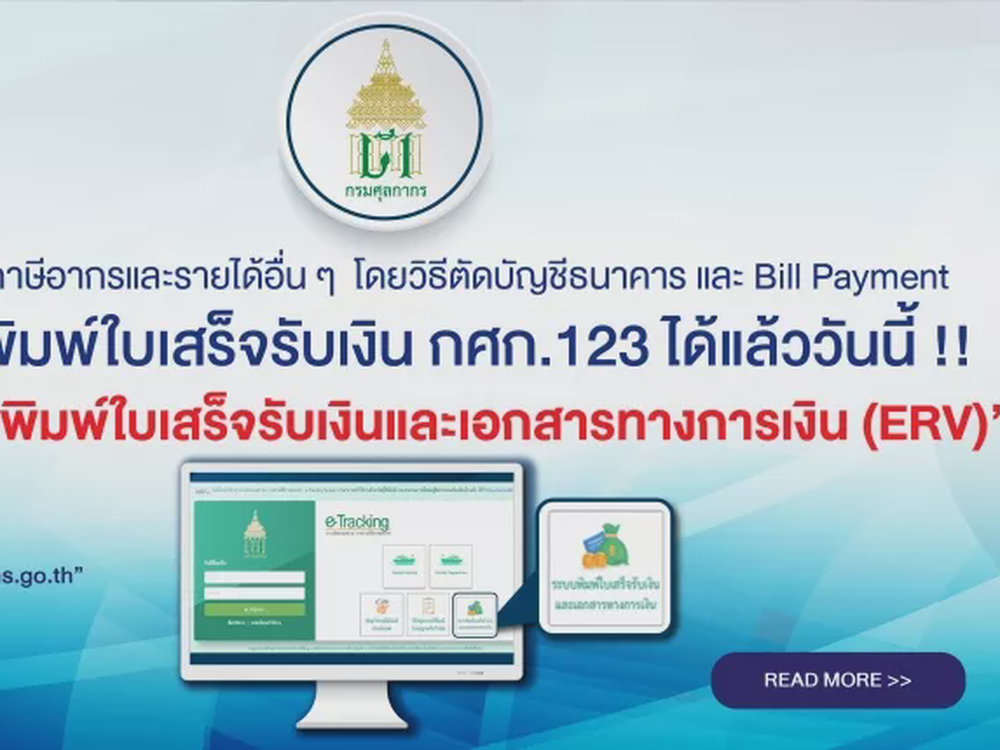 กรมศุลกากร
าษีอากรและรายได้อื่น ๆ โดยวิธีตัดบัญชีธนาคาร และ Bill Payment
พิมพ์ใบเสร็จรับเงิน กศก.123 ได้แล้ววันนี้ !!
พิมพ์ใบเสร็จรับเงินและเอกสารทางการเงิน (ERV)"
e-Tracking
ระบบพิมพ์ใบเสร็จรับเงิน
และเอกสารทางการเงิน
s.go.th"
READ MORE >>